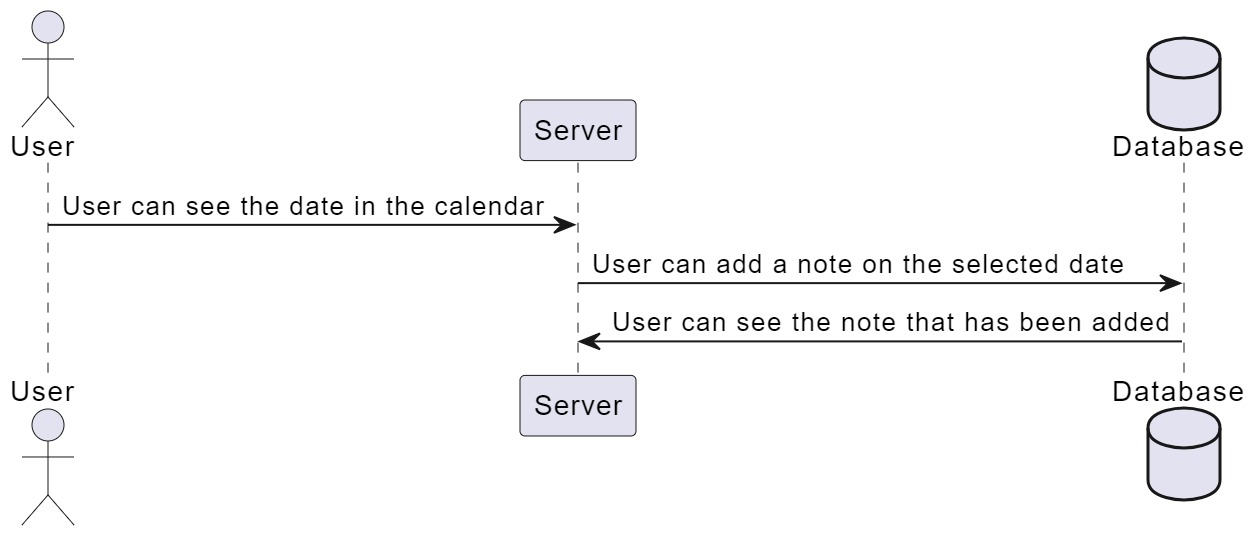 User
Server
Database
User can see the date in the calendar
User can add a note on the selected date
User can see the note that has been added
User
Server
Database